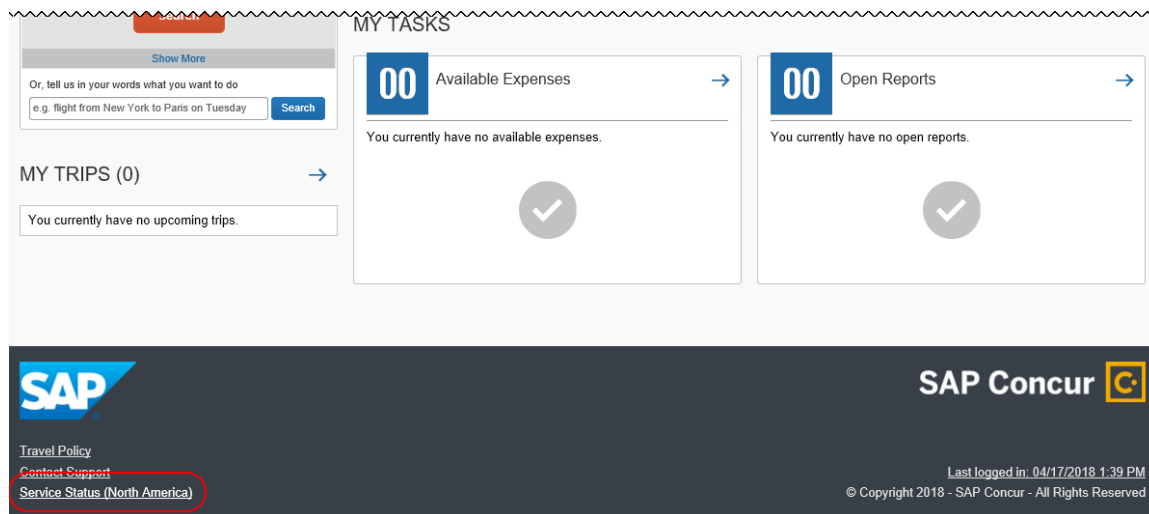 Search
Show More
Or, tell us in your words what you want to do
e.g. flight from New York to Paris on Tuesday
Search
MY TRIPS (0)
You currently have no upcoming trips.
MY TASKS
00 Available Expenses
You currently have no available expenses.
00 Open Reports
You currently have no open reports.
SAP
SAP Concur C.
Travel Policy
Contact Support
Service Status (North America)
Last logged in: 04/17/2018 1:39 PM
© Copyright 2018 - SAP Concur - All Rights Reserved